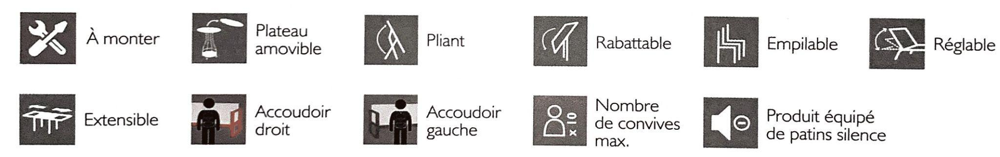 À monter
Plateau
amovible
Pliant
Rabattable
Empilable
Réglable
Extensible
Accoudoir
droit
Accoudoir
gauche
x 10
Nombre
de convives
max.
Produit équipé
de patins silence